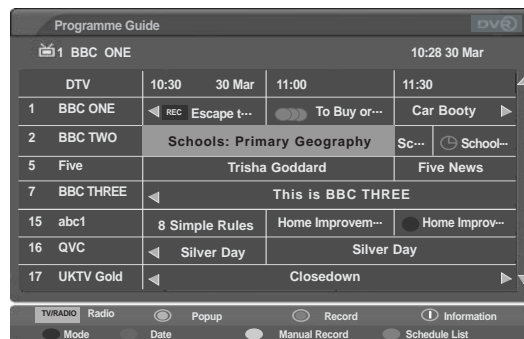 Programme Guide DVR
1 BBC ONE 10:28 30 Mar
DTV 10:30 30 Mar 11:00 11:30
1 BBC ONE REC Escape t··· To Buy or··· Car Booty
2 BBC TWO Schools: Primary Geography Sc··· School···
5 Five Trisha Goddard Five News
7 BBC THREE This is BBC THREE
15 abc1 8 Simple Rules Home Improvem··· Home Improv···
16 QVC Silver Day Silver Day
17 UKTV Gold Closedown
TV/RADIO Radio Popup Record Information
Mode Date Manual Record Schedule List